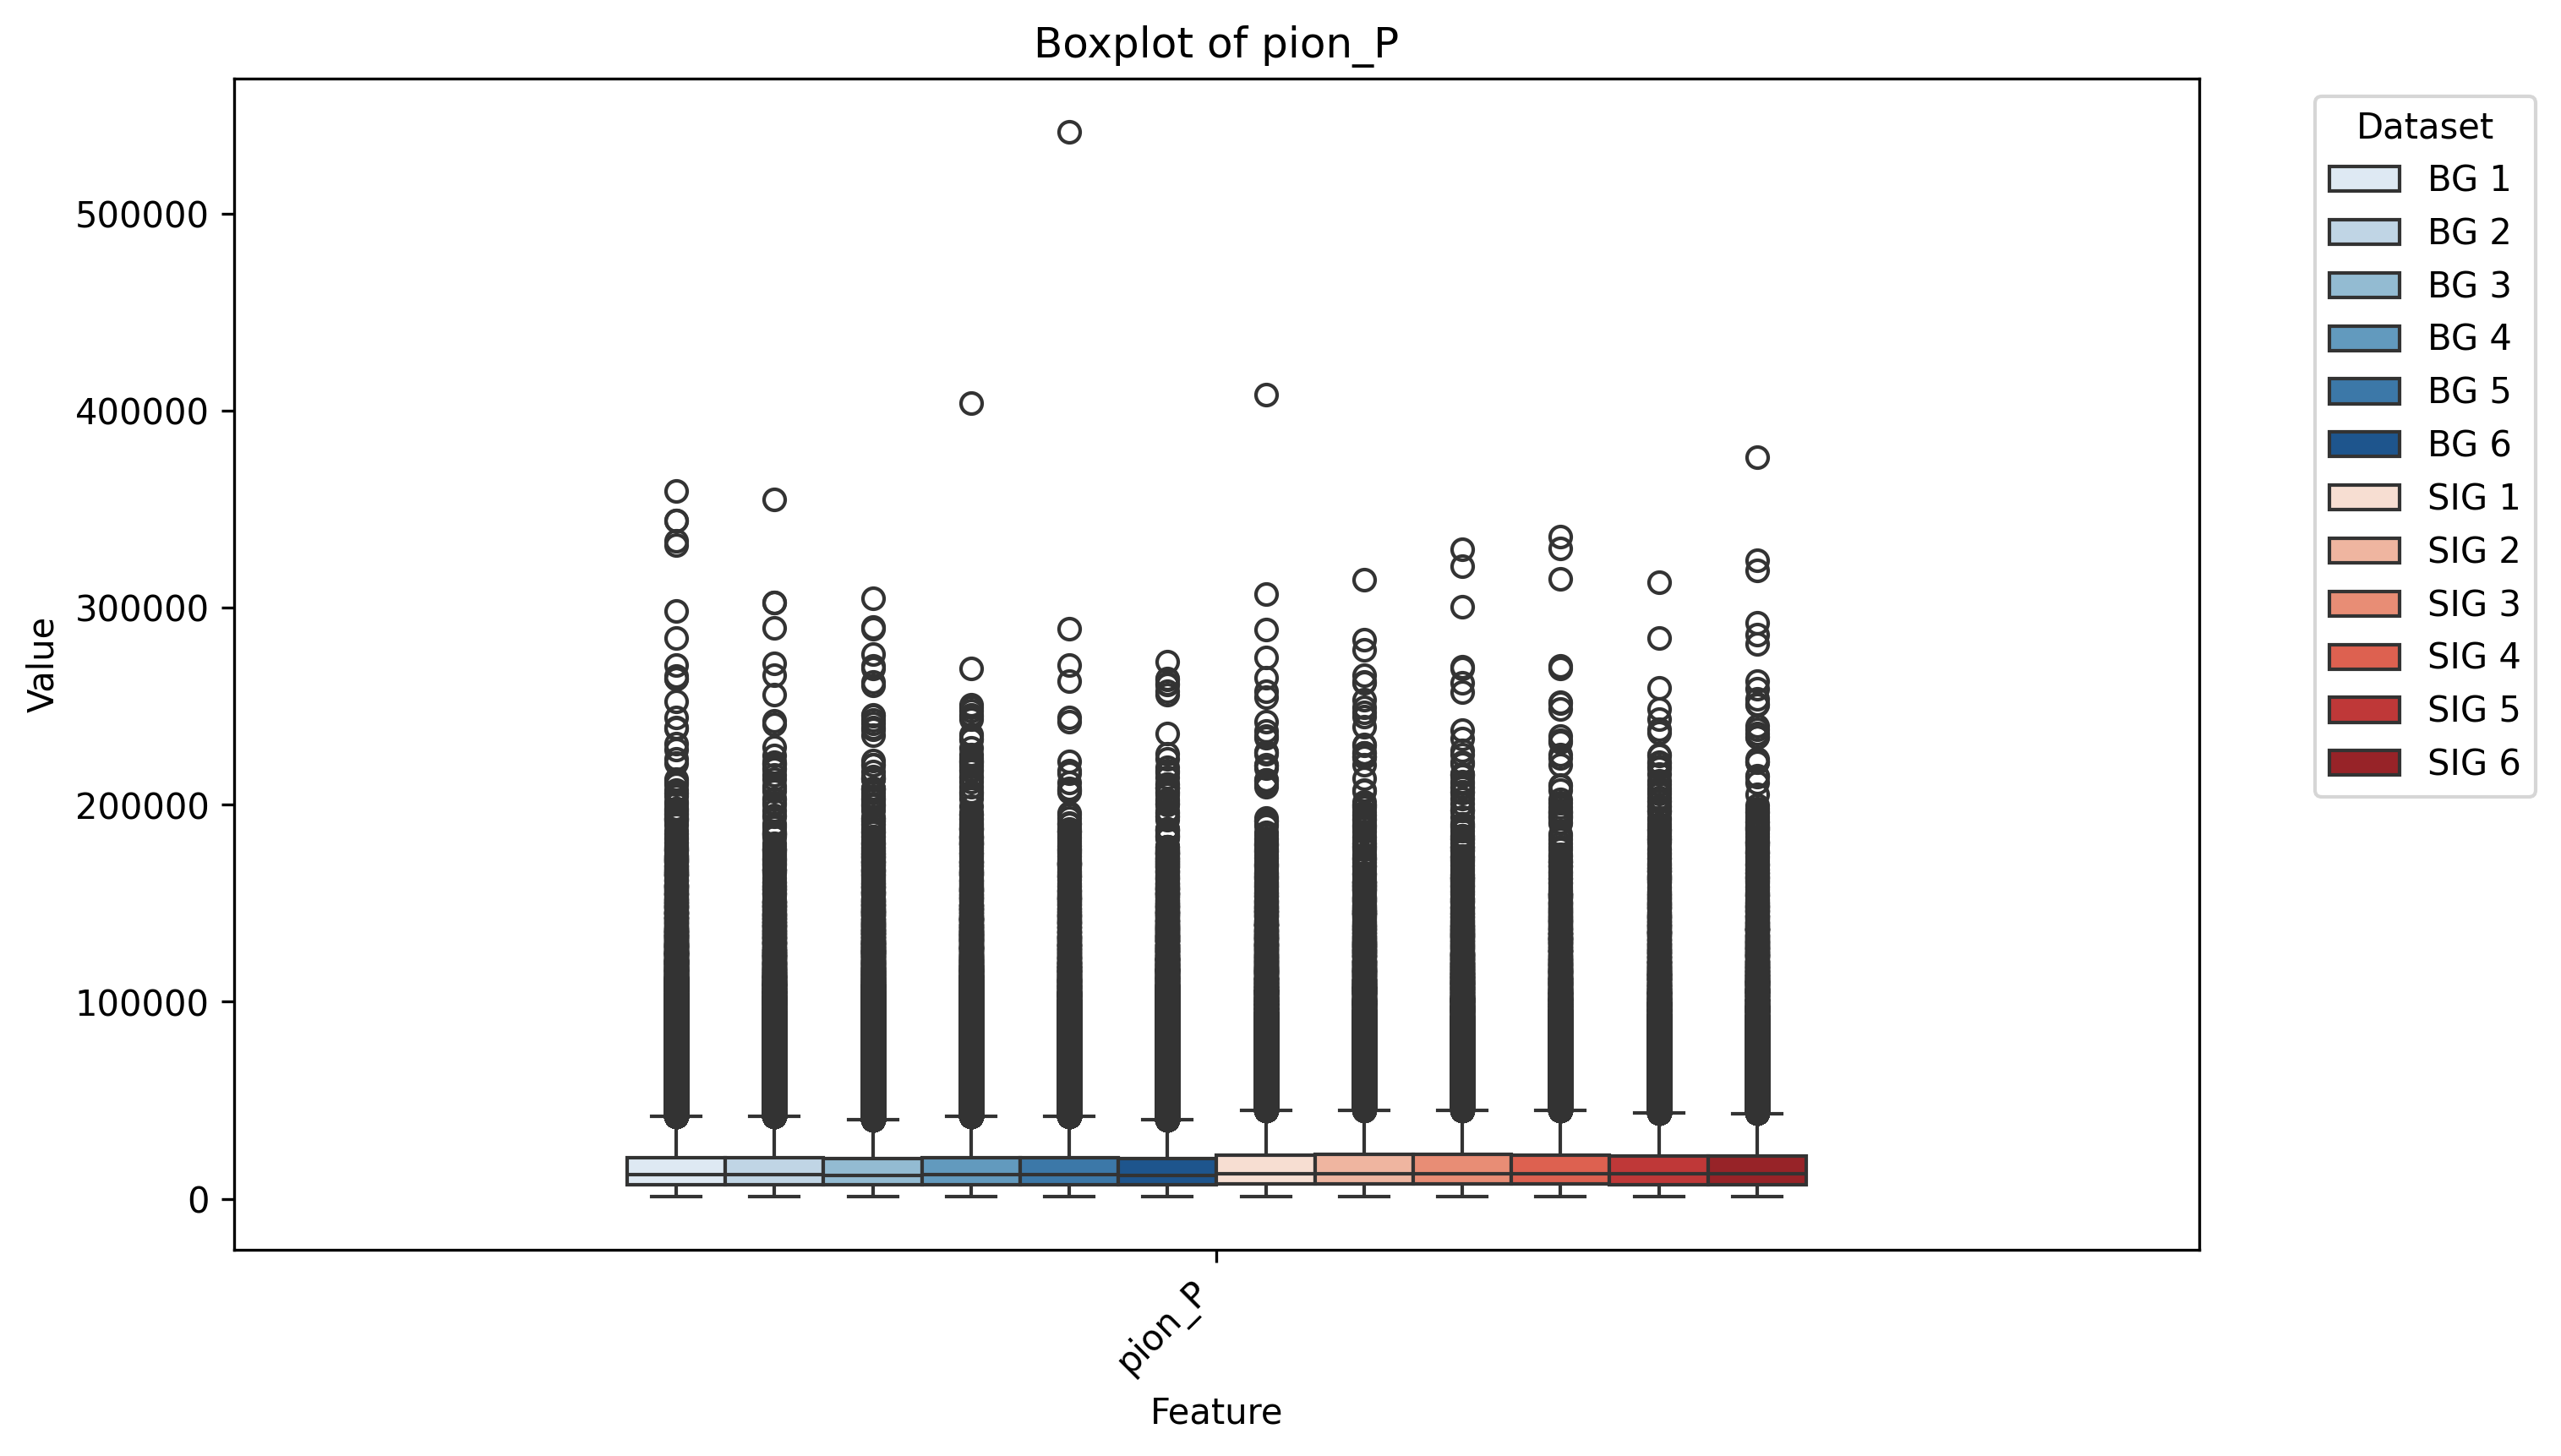 Boxplot of pion_P
Value
500000
400000
300000
200000
100000
0
pion_P
Feature
Dataset
BG 1
BG 2
BG 3
BG 4
BG 5
BG 6
SIG 1
SIG 2
SIG 3
SIG 4
SIG 5
SIG 6